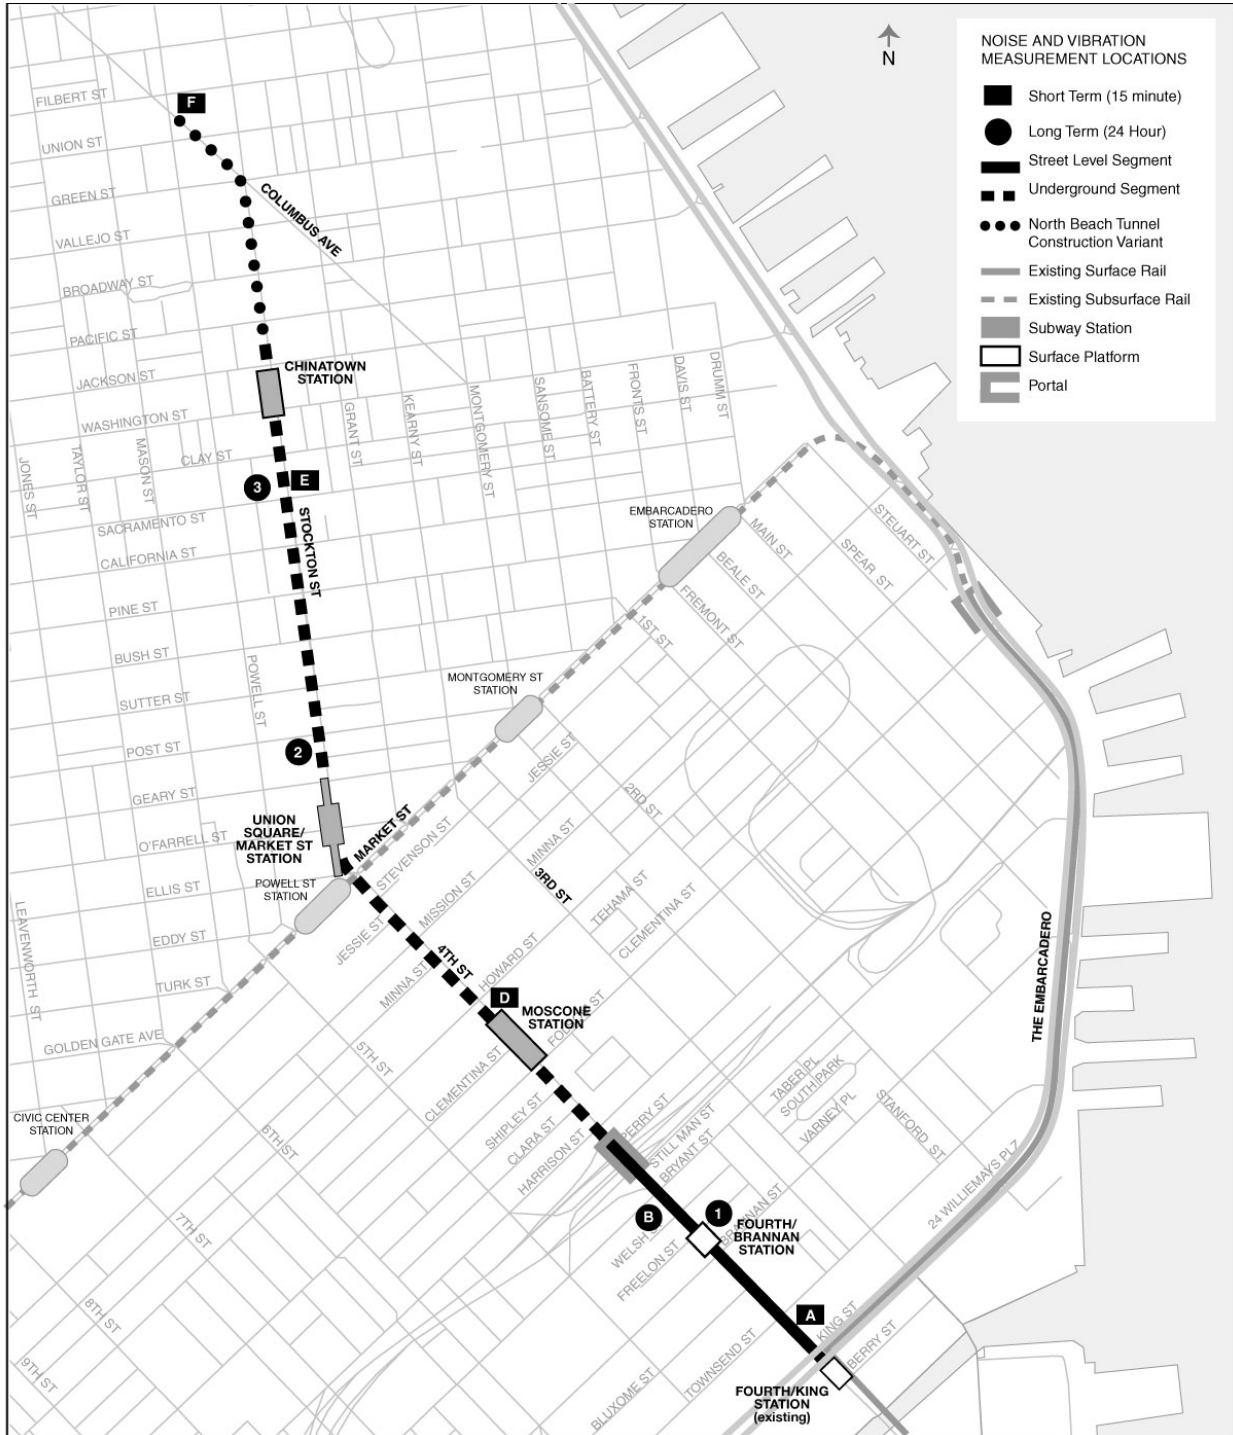 N
NOISE AND VIBRATION
MEASUREMENT LOCATIONS
Short Term (15 minute)
Long Term (24 Hour)
Street Level Segment
Underground Segment
North Beach Tunnel
Construction Variant
Existing Surface Rail
Existing Subsurface Rail
Subway Station
Surface Platform
Portal
F
FILBERT ST
UNION ST
GREEN ST
VALLEJO ST
BROADWAY ST
PACIFIC ST
JACKSON ST
WASHINGTON ST
CLAY ST
SACRAMENTO ST
CALIFORNIA ST
PINE ST
BUSH ST
SUTTER ST
POST ST
GEARY ST
O'FARRELL ST
ELLIS ST
EDDY ST
TURK ST
GOLDEN GATE AVE
COLUMBUS AVE
CHINATOWN
STATION
JONES ST
TAYLOR ST
MASON ST
POWELL ST
GRANT ST
KEARNY ST
MONTGOMERY ST
SANSOME ST
BATTERY ST
FRONTS ST
DAVIS ST
DRUMM ST
3
E
STOCKTON ST
EMBARCADERO
STATION
MAIN ST
BEALE ST
FREMONT ST
1ST ST
SPEAR ST
STEUART ST
MONTGOMERY ST
STATION
2
UNION
SQUARE/
MARKET ST
STATION
MARKET ST
POWELL ST
STATION
JESSIE ST
2RD ST
STEVENSON ST
MINNA ST
MISSION ST
3RD ST
TEHAMA ST
CLEMENTINA ST
JESSIE ST
MINNA ST
4TH ST
HOWARD ST
LEAVENWORTH ST
THE EMBARCADERO
D
MOSCONE
STATION
5TH ST
CLEMENTINA ST
SHIPLEY ST
CLARA ST
HARRISON ST
BERRY ST
STILL MAN ST
BRYANT ST
TABER PL
SOUTH PARK
VARNEY PL
STANFORD ST
CIVIC CENTER
STATION
6TH ST
7TH ST
8TH ST
9TH ST
24 WILLIEMAYS PLZ
B
1
FOURTH/
BRANNAN
STATION
BRANNAN ST
FREELON ST
A
KING ST
BERRY ST
TOWNSEND ST
BLUXOME ST
FOURTH/KING
STATION
(existing)